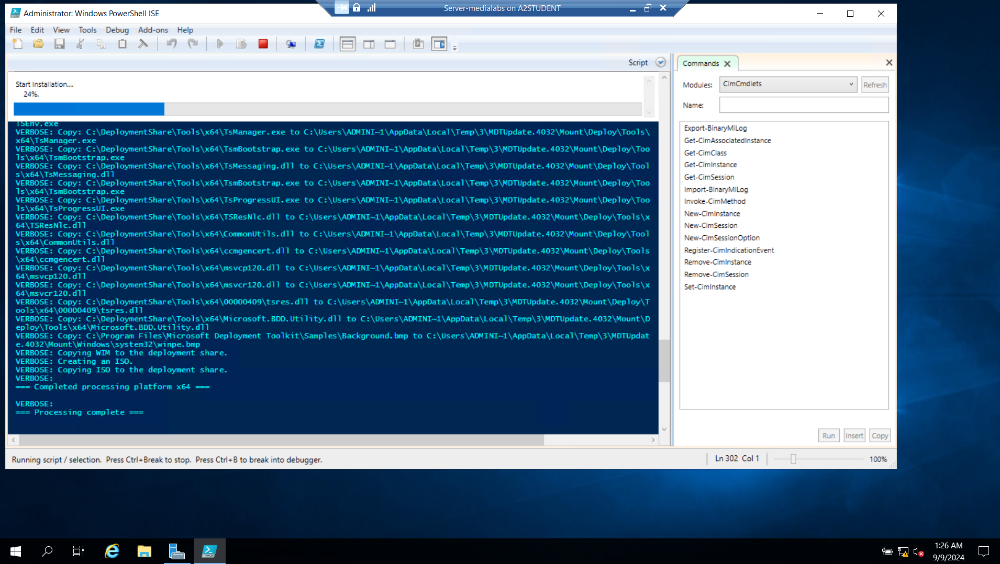 Administrator: Windows PowerShell ISE
Server-medialabs on A2STUDENT
File Edit View Tools Debug Add-ons Help
Script
Start Installation....
24%.
TSEnv.exe
VERBOSE: Copy: C:\DeploymentShare\Tools\x64\TsManager.exe to C:\Users\ADMINI~1\AppData\Local\Temp\3\MDTUpdate.4032\Mount\Deploy\Tools\
x64\TsManager.exe
VERBOSE: Copy: C:\DeploymentShare\Tools\x64\TsmBootstrap.exe to C:\Users\ADMINI~1\AppData\Local\Temp\3\MDTUpdate.4032\Mount\Deploy\Too
ls\x64\TsmBootstrap.exe
VERBOSE: Copy: C:\DeploymentShare\Tools\x64\TsMessaging.dll to C:\Users\ADMINI~1\AppData\Local\Temp\3\MDTUpdate.4032\Mount\Deploy\Tool
s\x64\TsMessaging.dll
VERBOSE: Copy: C:\DeploymentShare\Tools\x64\TsmBootstrap.exe to C:\Users\ADMINI~1\AppData\Local\Temp\3\MDTUpdate.4032\Mount\Deploy\Too
ls\x64\TsmBootstrap.exe
VERBOSE: Copy: C:\DeploymentShare\Tools\x64\TsProgressUI.exe to C:\Users\ADMINI~1\AppData\Local\Temp\3\MDTUpdate.4032\Mount\Deploy\Too
ls\x64\TsProgressUI.exe
VERBOSE: Copy: C:\DeploymentShare\Tools\x64\TSResNlc.dll to C:\Users\ADMINI~1\AppData\Local\Temp\3\MDTUpdate.4032\Mount\Deploy\Tools\x
64\TSResNlc.dll
VERBOSE: Copy: C:\DeploymentShare\Tools\x64\CommonUtils.dll to C:\Users\ADMINI~1\AppData\Local\Temp\3\MDTUpdate.4032\Mount\Deploy\Tool
s\x64\CommonUtils.dll
VERBOSE: Copy: C:\DeploymentShare\Tools\x64\ccmgencert.dll to C:\Users\ADMINI~1\AppData\Local\Temp\3\MDTUpdate.4032\Mount\Deploy\Tools
\x64\ccmgencert.dll
VERBOSE: Copy: C:\DeploymentShare\Tools\x64\msvcp120.dll to C:\Users\ADMINI~1\AppData\Local\Temp\3\MDTUpdate.4032\Mount\Deploy\Tools\x
64\msvcp120.dll
VERBOSE: Copy: C:\DeploymentShare\Tools\x64\msvcr120.dll to C:\Users\ADMINI~1\AppData\Local\Temp\3\MDTUpdate.4032\Mount\Deploy\Tools\x
64\msvcr120.dll
VERBOSE: Copy: C:\DeploymentShare\Tools\x64\00000409\tsres.dll to C:\Users\ADMINI~1\AppData\Local\Temp\3\MDTUpdate.4032\Mount\Deploy\T
ools\x64\00000409\tsres.dll
VERBOSE: Copy: C:\DeploymentShare\Tools\x64\Microsoft.BDD.Utility.dll to C:\Users\ADMINI~1\AppData\Local\Temp\3\MDTUpdate.4032\Mount\D
eploy\Tools\x64\Microsoft.BDD.Utility.dll
VERBOSE: Copy: C:\Program Files\Microsoft Deployment Toolkit\Samples\Background.bmp to C:\Users\ADMINI~1\AppData\Local\Temp\3\MDTUpdat
e.4032\Mount\Windows\system32\winpe.bmp
VERBOSE: Copying WIM to the deployment share.
VERBOSE: Creating an ISO.
VERBOSE: Copying ISO to the deployment share.
VERBOSE:
=== Completed processing platform x64 ===
VERBOSE:
=== Processing complete ===
Commands
Modules: CimCmdlets Refresh
Name:
Export-BinaryMiLog
Get-CimAssociatedInstance
Get-CimClass
Get-CimInstance
Get-CimSession
Import-BinaryMiLog
Invoke-CimMethod
New-CimInstance
New-CimSession
New-CimSessionOption
Register-CimIndicationEvent
Remove-CimInstance
Remove-CimSession
Set-CimInstance
Run Insert Copy
Running script / selection. Press Ctrl+Break to stop. Press Ctrl+B to break into debugger.
Ln 302 Col 1
100%
1:26 AM
9/9/2024